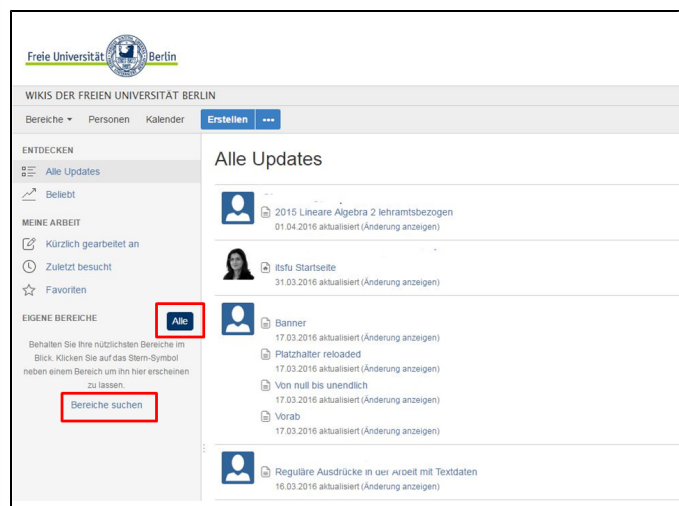 Freie Universität Berlin
WIKIS DER FREIEN UNIVERSITÄT BERLIN
Bereiche Personen Kalender Erstellen ...
ENTDECKEN
Alle Updates
Beliebt
MEINE ARBEIT
Kürzlich gearbeitet an
Zuletzt besucht
Favoriten
EIGENE BEREICHE Alle
Behalten Sie Ihre nützlichsten Bereiche im
Blick. Klicken Sie auf das Stern-Symbol
neben einem Bereich um ihn hier erscheinen
zu lassen.
Bereiche suchen
Alle Updates
2015 Lineare Algebra 2 lehramtsbezogen
01.04.2016 aktualisiert (Änderung anzeigen)
itsfu Startseite
31.03.2016 aktualisiert (Änderung anzeigen)
Banner
17.03.2016 aktualisiert (Änderung anzeigen)
Platzhalter reloaded
17.03.2016 aktualisiert (Änderung anzeigen)
Von null bis unendlich
17.03.2016 aktualisiert (Änderung anzeigen)
Vorab
17.03.2016 aktualisiert (Änderung anzeigen)
Reguläre Ausdrücke in der Arbeit mit Textdaten
16.03.2016 aktualisiert (Änderung anzeigen)